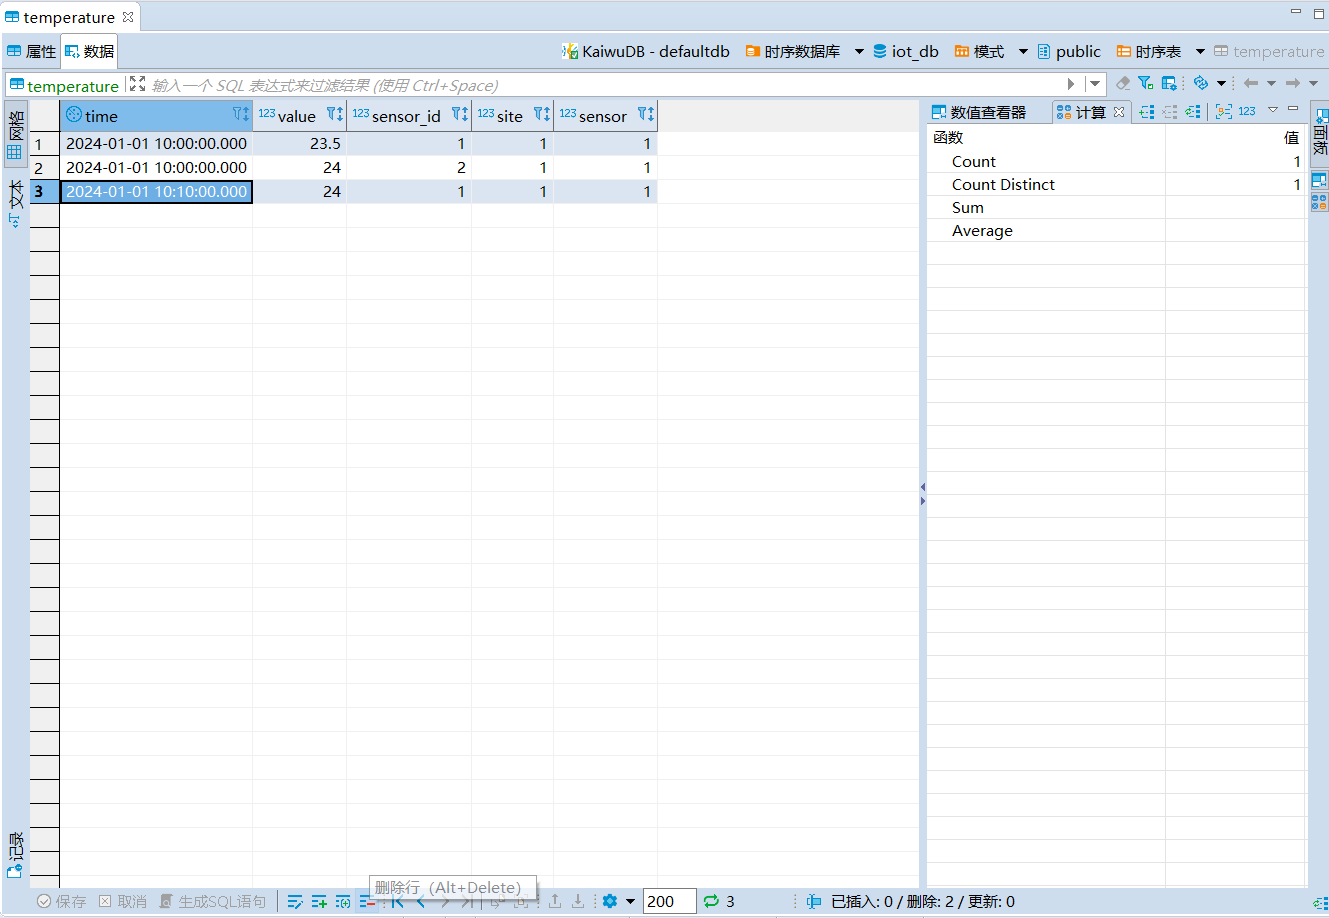 temperature
属性 数据 KaiwuDB - defaultdb 时序数据库 iot_db 模式 public 时序表 temperature
temperature 输入一个 SQL 表达式来过滤结果 (使用 Ctrl+Space)
网格
文本
记录
time 123 value 123 sensor_id 123 site 123 sensor
1 2024-01-01 10:00:00.000 23.5 1 1 1
2 2024-01-01 10:00:00.000 24 2 1 1
3 2024-01-01 10:10:00.000 24 1 1 1
数值查看器 计算 123
函数 值
Count 1
Count Distinct 1
Sum
Average
面板
删除行 (Alt+Delete)
保存 取消 生成SQL语句 200 3 已插入: 0 / 删除: 2 / 更新: 0